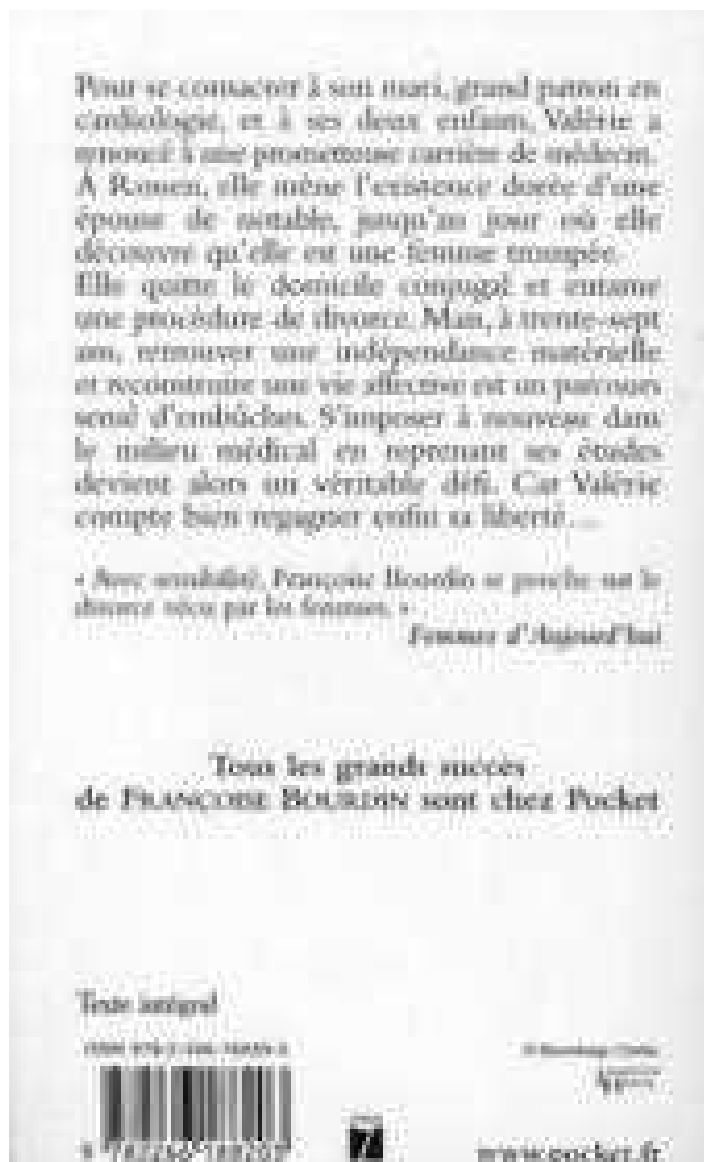 Pour se consacrer à son mari, grand patron en
cardiologie, et à ses deux enfants, Valérie a
renoncé à une prometteuse carrière de médecin.
À Rouen, elle mène l'existence dorée d'une
épouse de notable, jusqu'au jour où elle
découvre qu'elle est une femme trompée.
Elle quitte le domicile conjugal et entame
une procédure de divorce. Mais, à trente-sept
ans, retrouver une indépendance matérielle
et reconstruire une vie affective est un parcours
semé d'embûches. S'imposer à nouveau dans
le milieu médical en reprenant ses études
devient alors un véritable défi. Car Valérie
compte bien regagner enfin sa liberté...
« Avec sensibilité, Françoise Bourdin se penche sur le
divorce vécu par les femmes. »
Femmes d'Aujourd'hui
Tous les grands succès
de FRANÇOISE BOURDIN sont chez Pocket
Texte intégral
www.pocket.fr